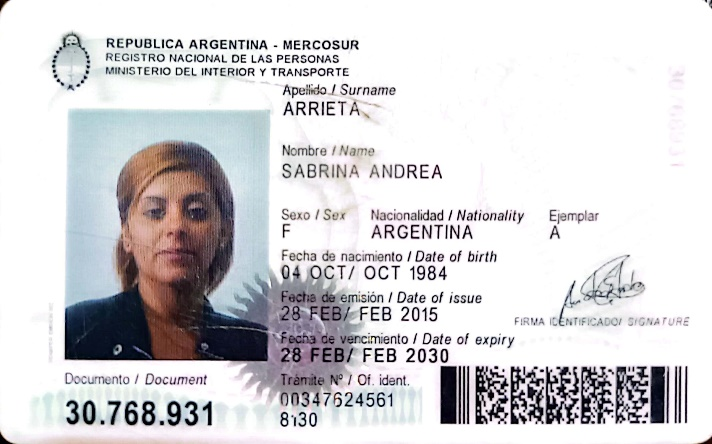 REPUBLICA ARGENTINA - MERCOSUR
REGISTRO NACIONAL DE LAS PERSONAS
MINISTERIO DEL INTERIOR Y TRANSPORTE
Apellido / Surname
ARRIETA
Nombre / Name
SABRINA ANDREA
Sexo / Sex Nacionalidad / Nationality Ejemplar
F ARGENTINA A
Fecha de nacimiento / Date of birth
04 OCT/ OCT 1984
Fecha de emisión / Date of issue
28 FEB/ FEB 2015
FIRMA IDENTIFICADO/ SIGNATURE
Fecha de vencimiento / Date of expiry
28 FEB/ FEB 2030
Documento / Document
30.768.931
Trámite Nº / Of. ident.
00347624561
8130